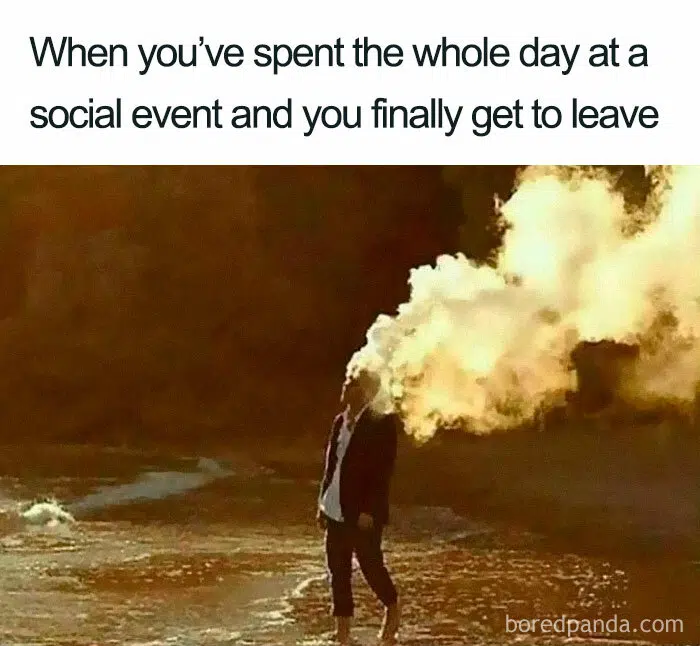 When you’ve spent the whole day at a
social event and you finally get to leave
boredpanda.com